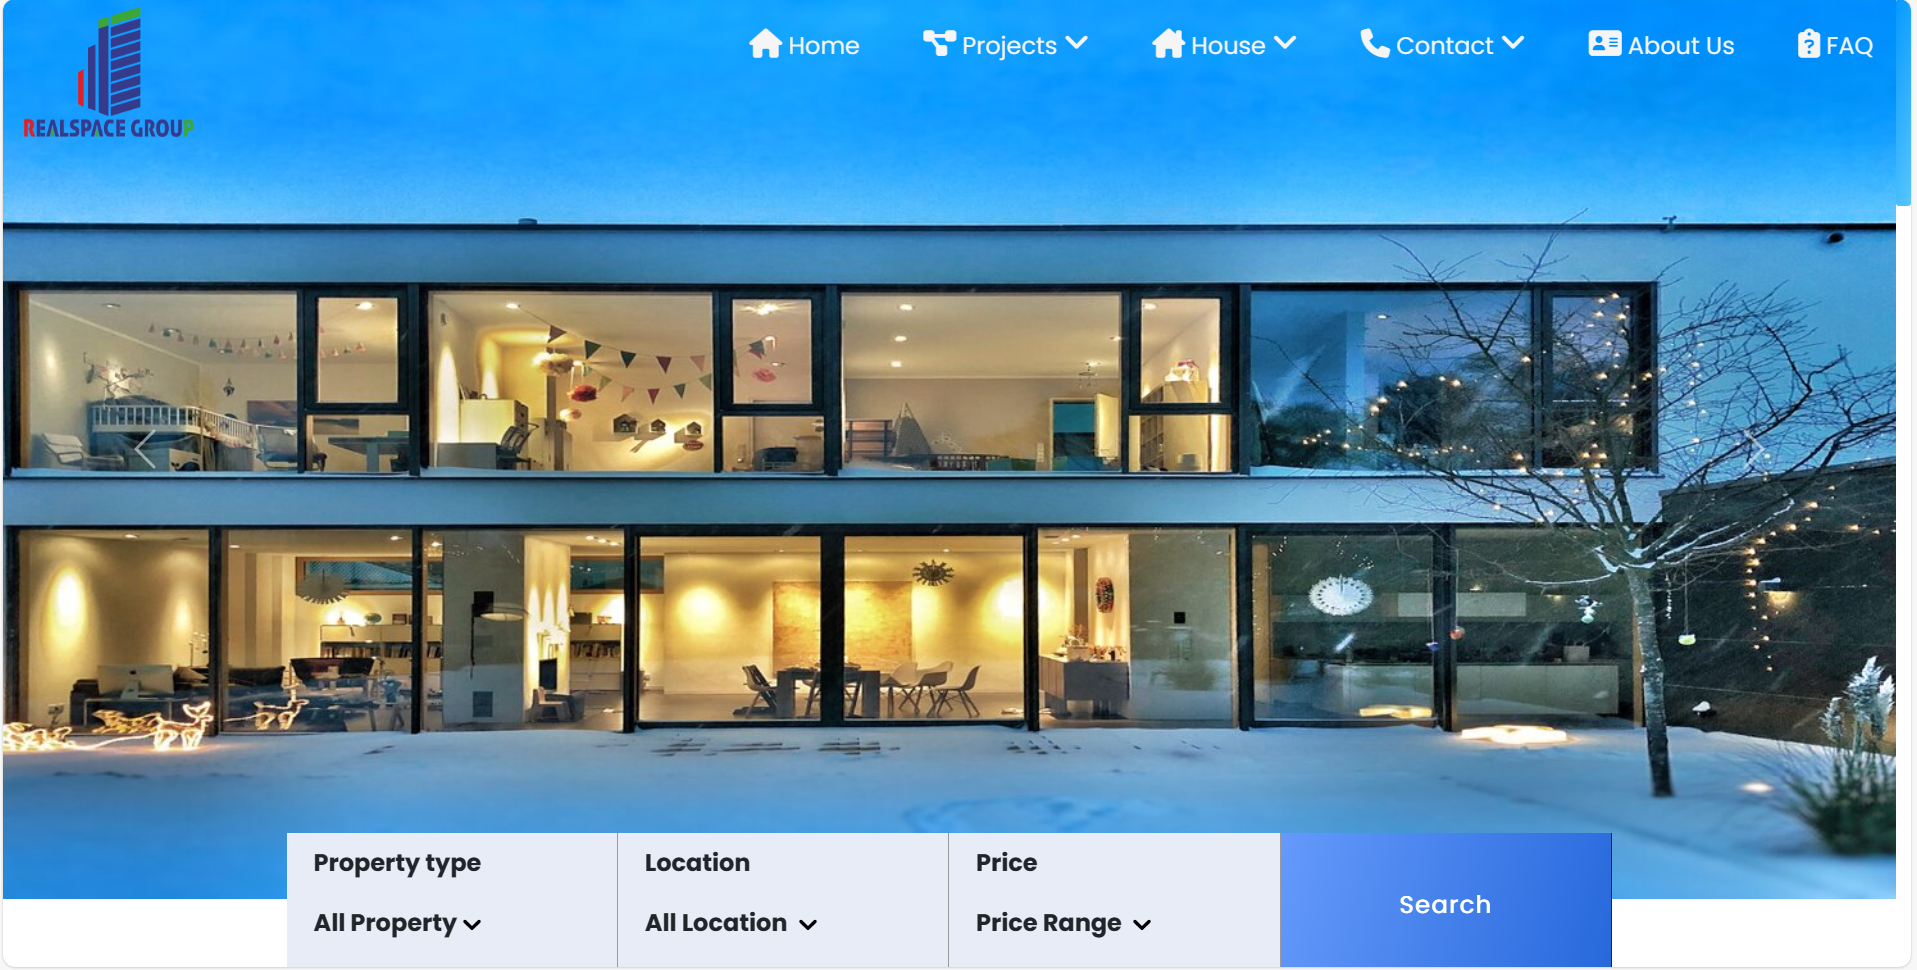 REALSPACE GROUP
Home Projects House Contact About Us FAQ
Property type Location Price
All Property All Location Price Range
Search